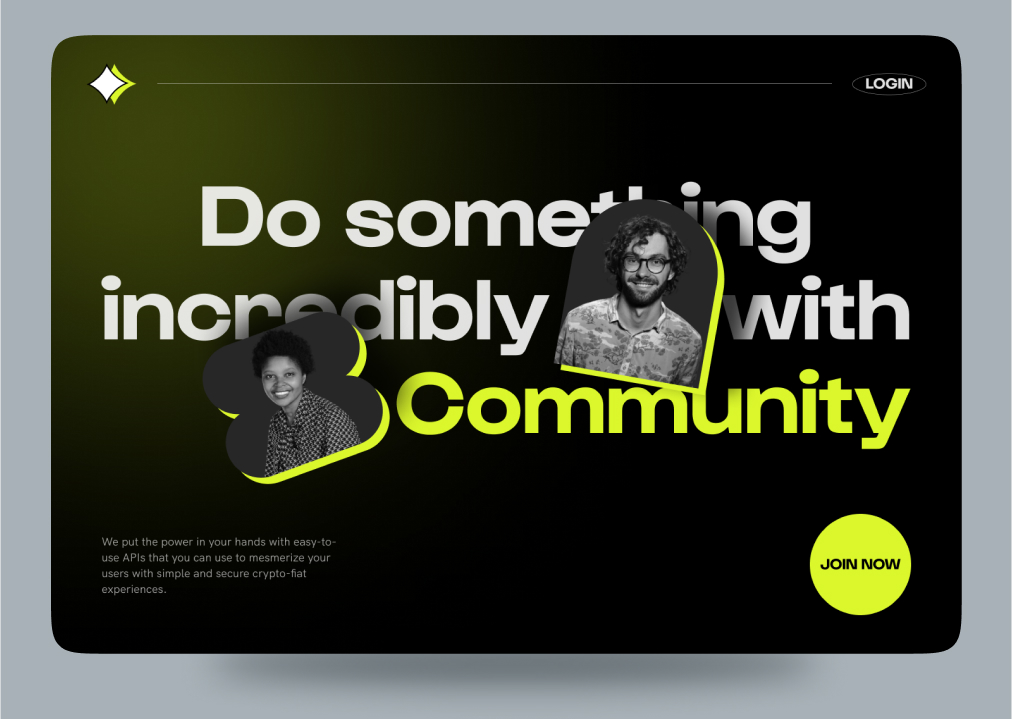 LOGIN
Do something
incredibly with
Community
We put the power in your hands with easy-to-
use APIs that you can use to mesmerize your
users with simple and secure crypto-fiat
experiences.
JOIN NOW